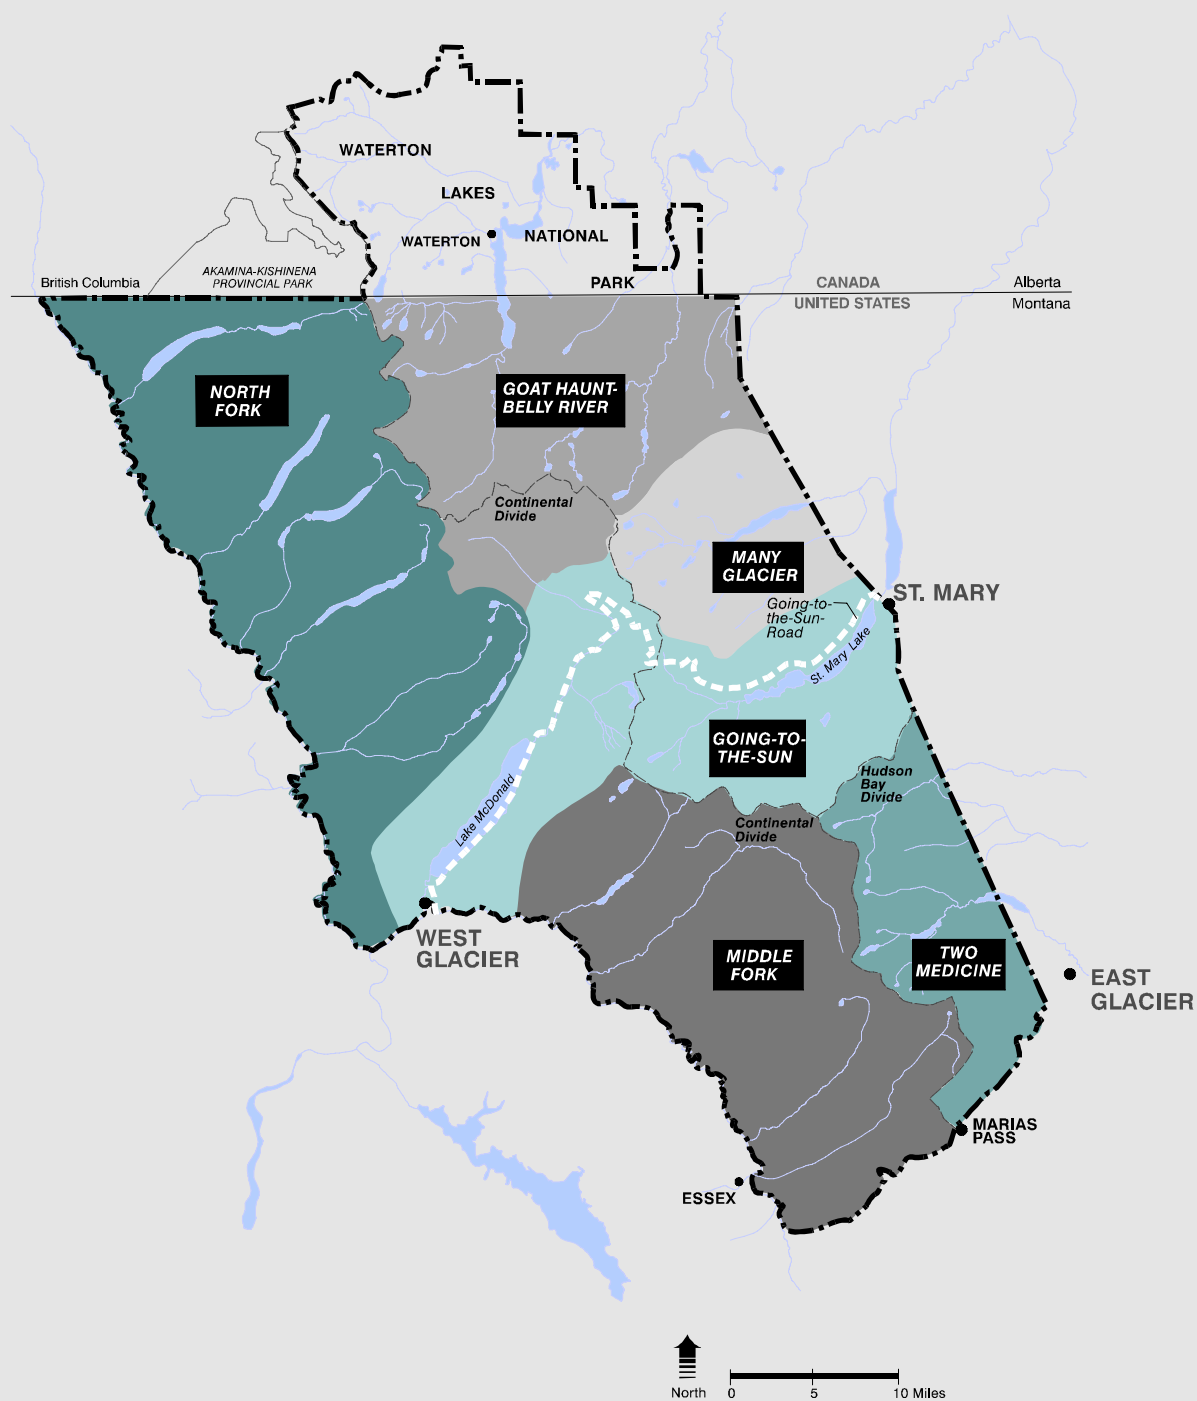 WATERTON
LAKES
WATERTON
NATIONAL
PARK
AKAMINA-KISHINENA
PROVINCIAL PARK
British Columbia
CANADA
Alberta
UNITED STATES
Montana
NORTH
FORK
GOAT HAUNT-
BELLY RIVER
Continental
Divide
MANY
GLACIER
ST. MARY
Going-to-
the-Sun-
Road
St. Mary Lake
GOING-TO-
THE-SUN
Hudson
Bay
Divide
Lake McDonald
Continental
Divide
WEST
GLACIER
MIDDLE
FORK
TWO
MEDICINE
EAST
GLACIER
MARIAS
PASS
ESSEX
North
0
5
10 Miles